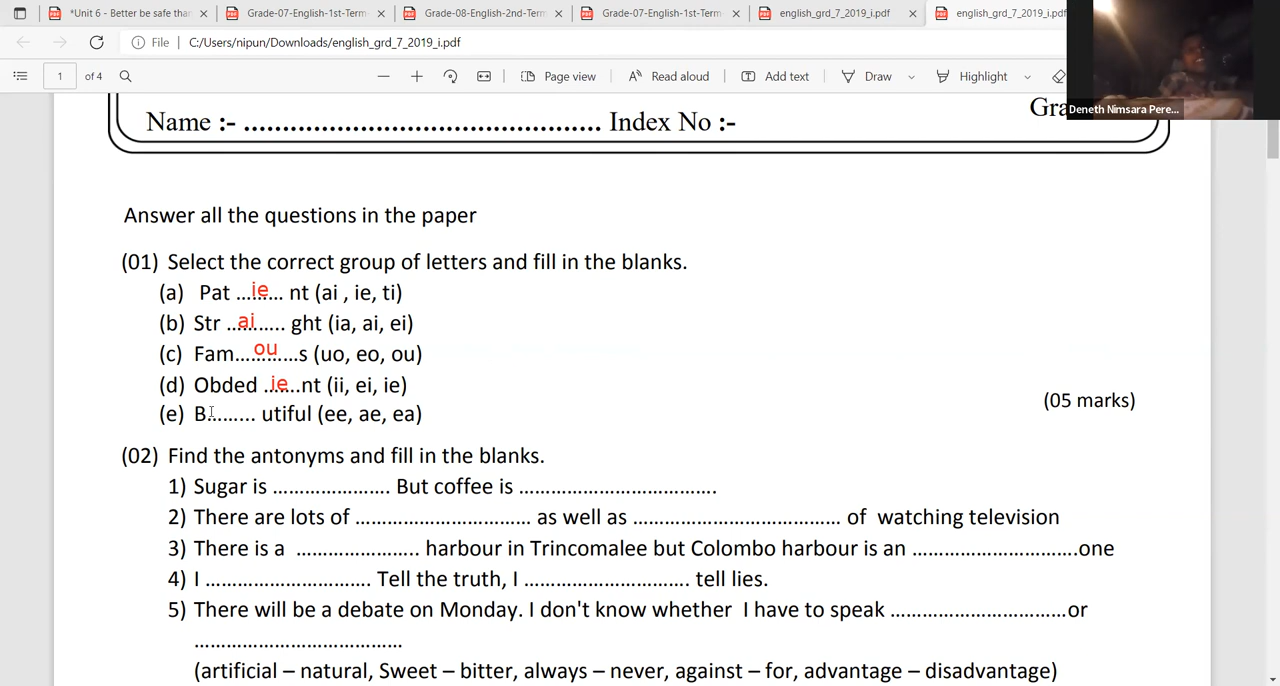 *Unit 6 - Better be safe than
Grade-07-English-1st-Term-
Grade-08-English-2nd-Term-
Grade-07-English-1st-Term-
english_grd_7_2019_i.pdf
english_grd_7_2019_i.pdf
File C:/Users/nipun/Downloads/english_grd_7_2019_i.pdf
1 of 4 Page view Read aloud Add text Draw Highlight
Deneth Nimsara Pere...
Gra
Name :- .......................................... Index No :-
Answer all the questions in the paper
(01) Select the correct group of letters and fill in the blanks.
(a) Pat ...ie... nt (ai , ie, ti)
(b) Str ...ai..... ght (ia, ai, ei)
(c) Fam...ou...s (uo, eo, ou)
(d) Obded ...ie...nt (ii, ei, ie)
(e) B......... utiful (ee, ae, ea)
(05 marks)
(02) Find the antonyms and fill in the blanks.
1) Sugar is ..................... But coffee is ....................................
2) There are lots of ............................... as well as ..................................... of watching television
3) There is a ...................... harbour in Trincomalee but Colombo harbour is an .............................one
4) I .............................. Tell the truth, I ............................. tell lies.
5) There will be a debate on Monday. I don't know whether I have to speak ...............................or
.....................................
(artificial – natural, Sweet – bitter, always – never, against – for, advantage – disadvantage)